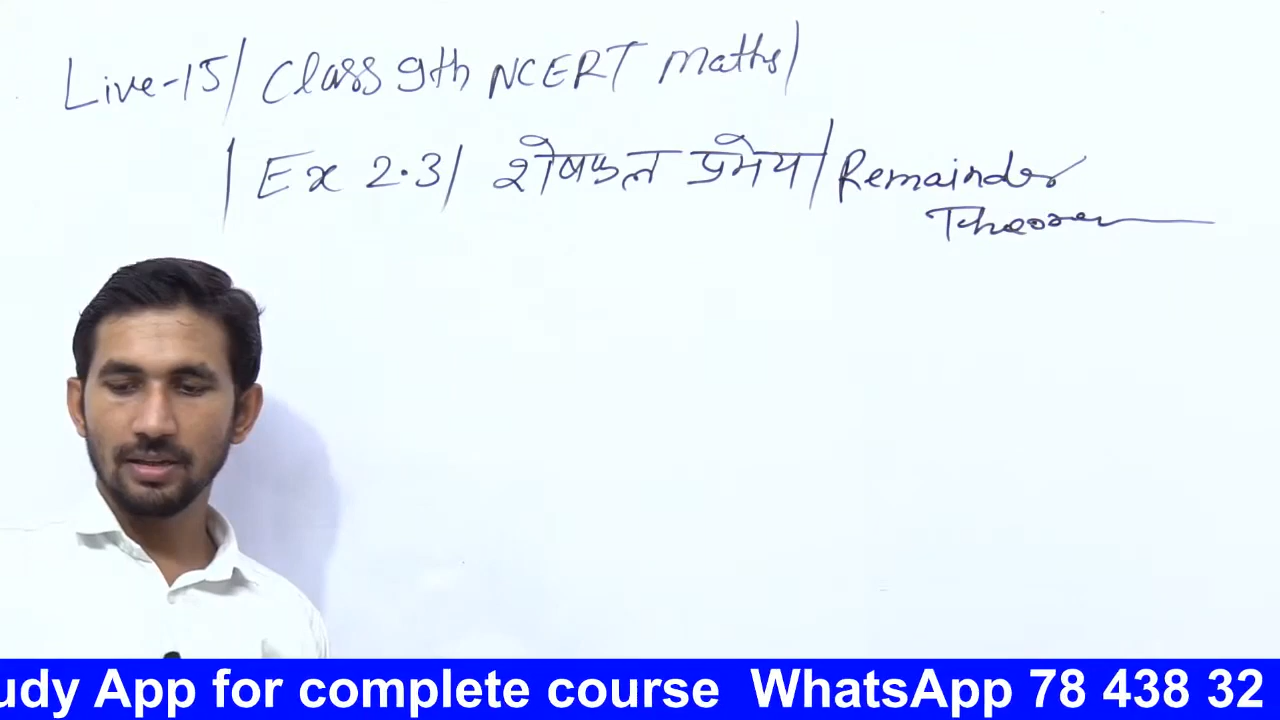 Live-15/ Class 9th NCERT Maths/
/ Ex 2.3/ शेषफल प्रमेय/ Remainder
Theorem
udy App for complete course WhatsApp 78 438 32